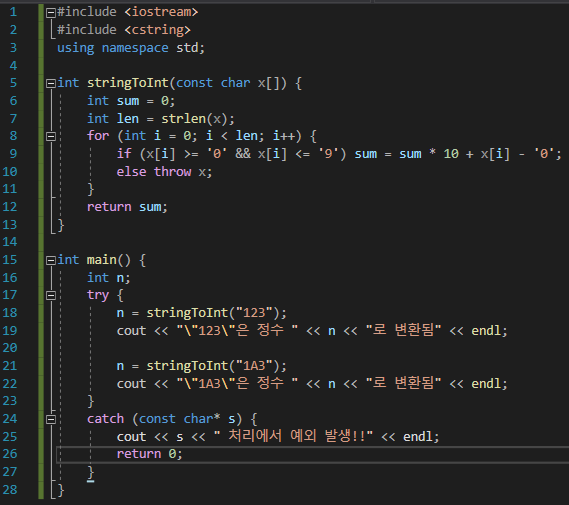 1 #include <iostream>
2 #include <cstring>
3 using namespace std;
4
5 int stringToInt(const char x[]) {
6 int sum = 0;
7 int len = strlen(x);
8 for (int i = 0; i < len; i++) {
9 if (x[i] >= '0' && x[i] <= '9') sum = sum * 10 + x[i] - '0';
10 else throw x;
11 }
12 return sum;
13 }
14
15 int main() {
16 int n;
17 try {
18 n = stringToInt("123");
19 cout << "\"123\"은 정수 " << n << "로 변환됨" << endl;
20
21 n = stringToInt("1A3");
22 cout << "\"1A3\"은 정수 " << n << "로 변환됨" << endl;
23 }
24 catch (const char* s) {
25 cout << s << " 처리에서 예외 발생!!" << endl;
26 return 0;
27 }
28 }